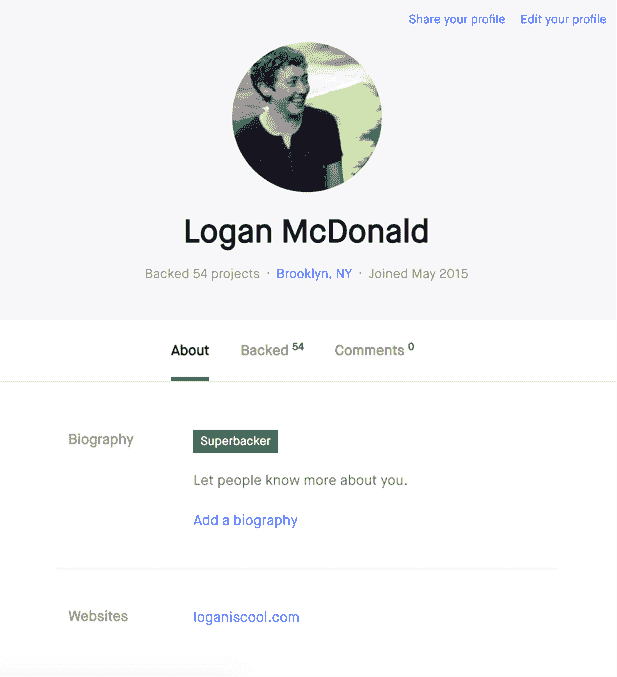 Share your profile Edit your profile
Logan McDonald
Backed 54 projects · Brooklyn, NY · Joined May 2015
About Backed 54 Comments 0
Biography Superbacker
Let people know more about you.
Add a biography
Websites loganiscool.com